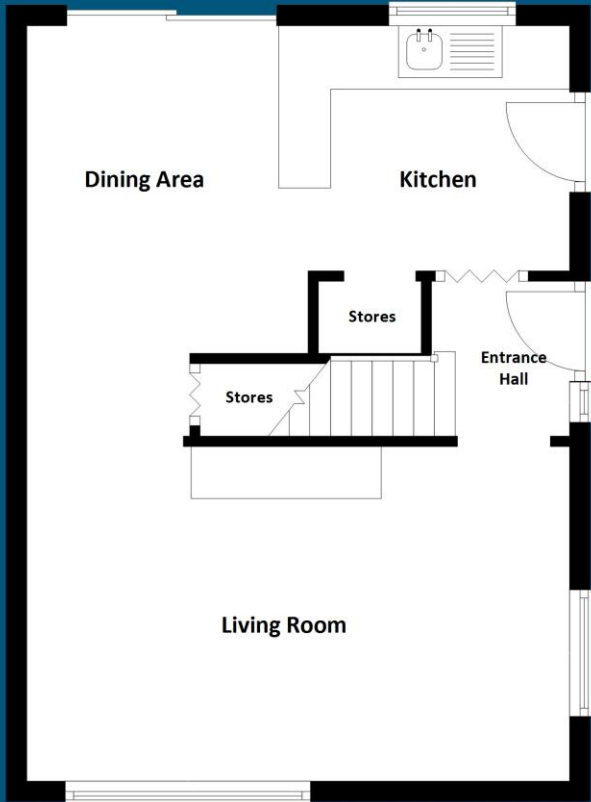 Dining Area
Kitchen
Stores
Entrance
Hall
Stores
Living Room